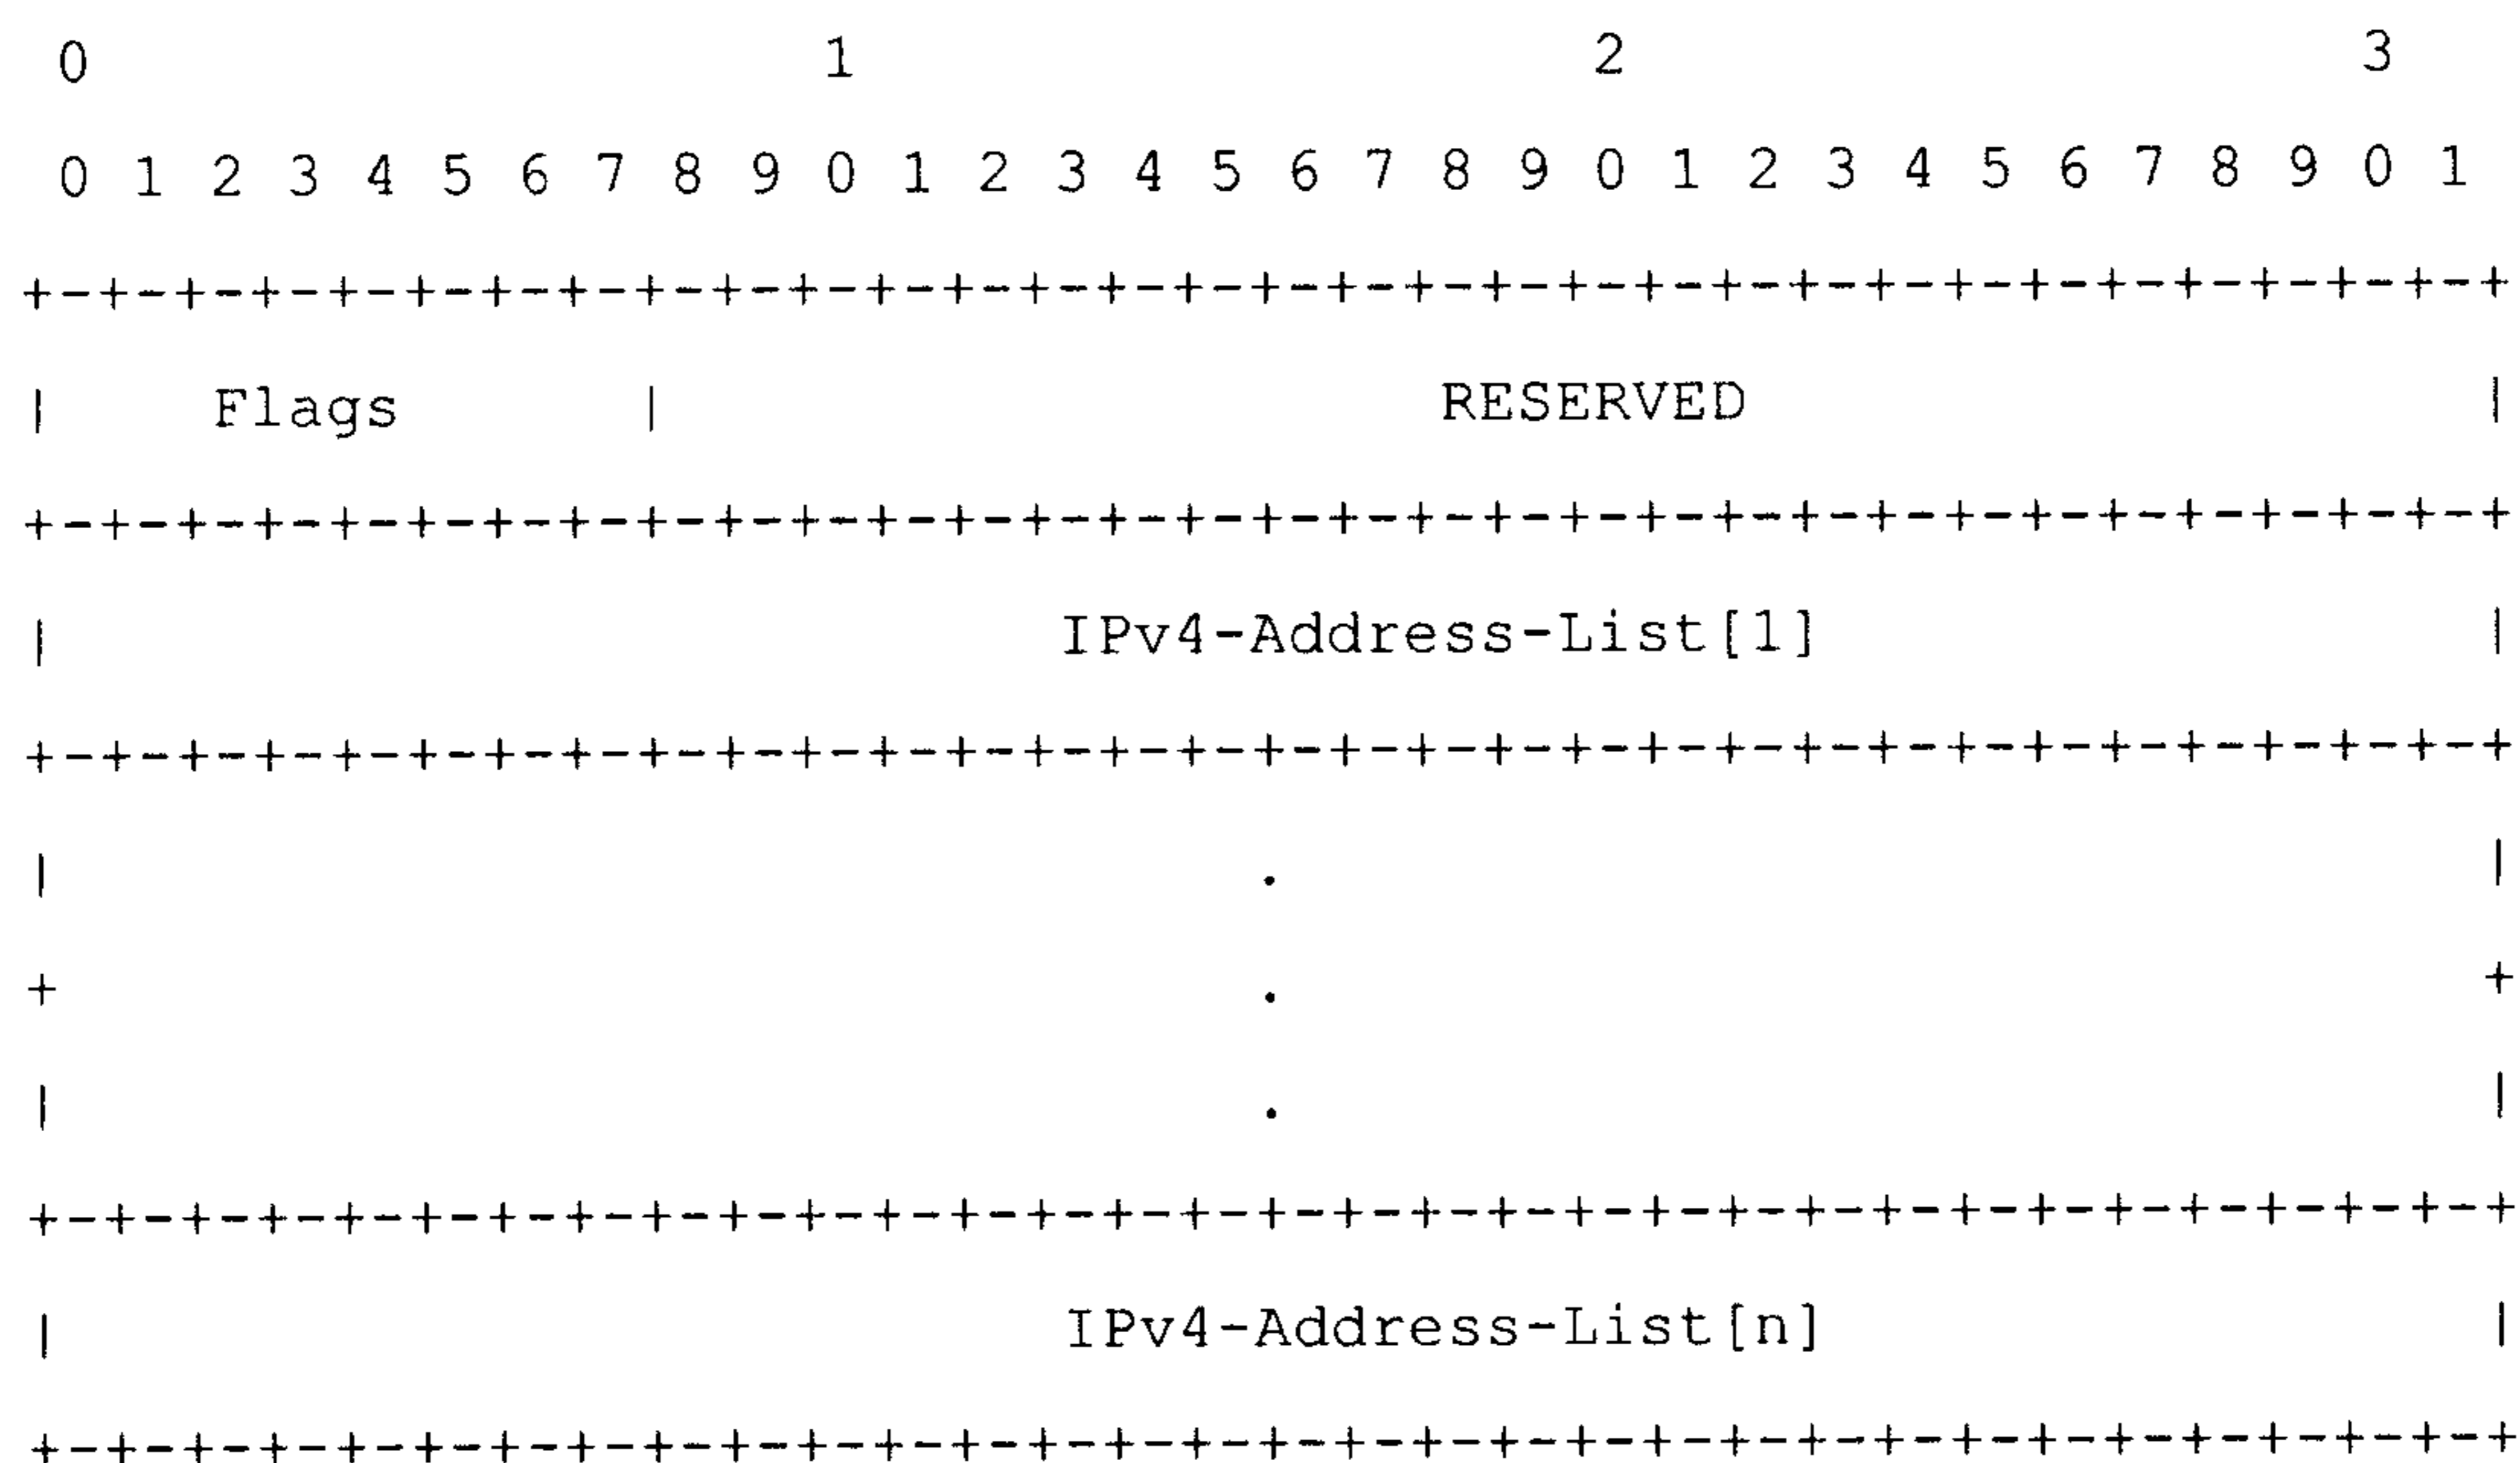 0                   1                   2                   3
0 1 2 3 4 5 6 7 8 9 0 1 2 3 4 5 6 7 8 9 0 1 2 3 4 5 6 7 8 9 0 1
+-+-+-+-+-+-+-+-+-+-+-+-+-+-+-+-+-+-+-+-+-+-+-+-+-+-+-+-+-+-+-+-+
|    Flags      |                    RESERVED                   |
+-+-+-+-+-+-+-+-+-+-+-+-+-+-+-+-+-+-+-+-+-+-+-+-+-+-+-+-+-+-+-+-+
|                          IPv4-Address-List[1]                 |
+-+-+-+-+-+-+-+-+-+-+-+-+-+-+-+-+-+-+-+-+-+-+-+-+-+-+-+-+-+-+-+-+
|                               .                               |
+                               .                               +
|                               .                               |
+-+-+-+-+-+-+-+-+-+-+-+-+-+-+-+-+-+-+-+-+-+-+-+-+-+-+-+-+-+-+-+-+
|                          IPv4-Address-List[n]                 |
+-+-+-+-+-+-+-+-+-+-+-+-+-+-+-+-+-+-+-+-+-+-+-+-+-+-+-+-+-+-+-+-+